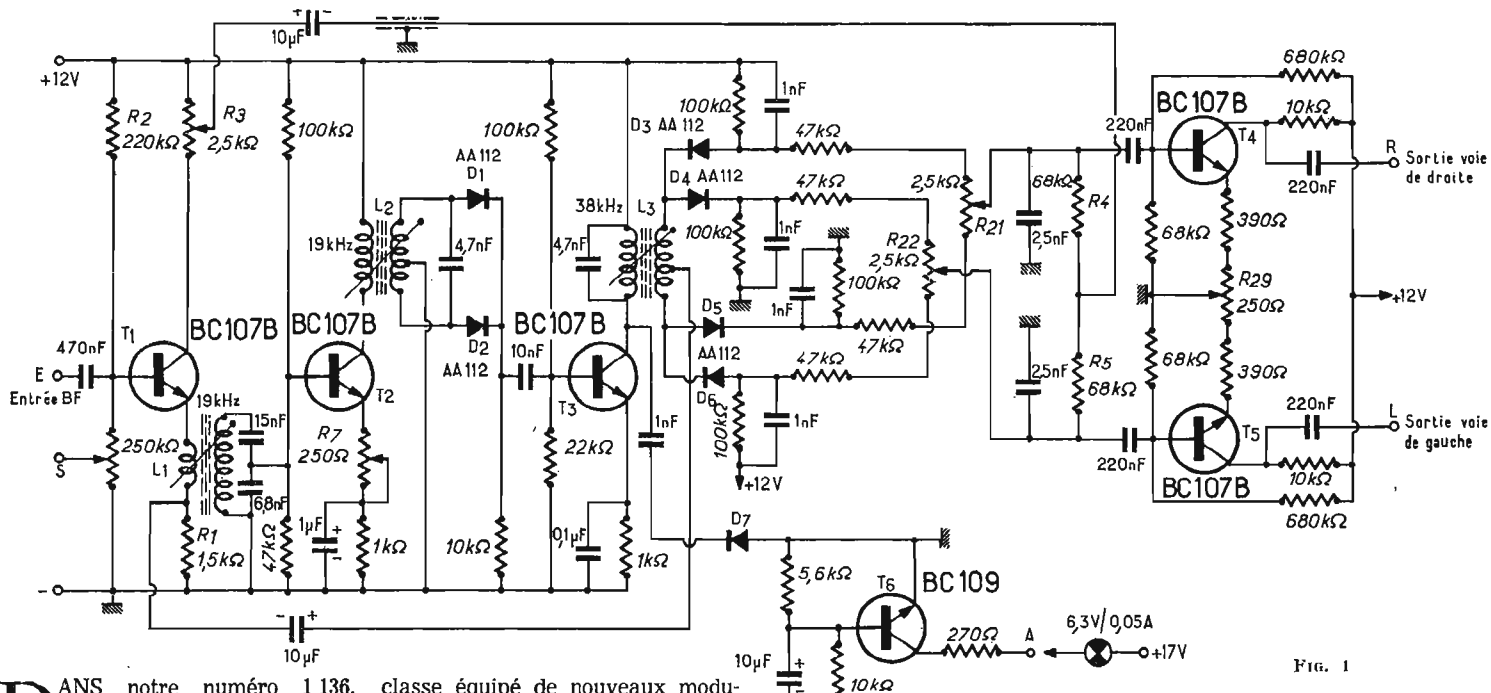 + -
10µF
+12V
R2
220kΩ
R3
2,5kΩ
100kΩ
100kΩ
100kΩ
1nF
D3 AA 112
47kΩ
D4 AA112
47kΩ
100kΩ
1nF
AA112
D1
L2
19kHz
4,7nF
D2
AA112
38kHz
4,7nF
L3
2,5kΩ
R21
R22
2,5kΩ
100kΩ
1nF
D5
AA112
47kΩ
D6
47kΩ
100kΩ
1nF
+12V
68kΩ
R4
2,5nF
2,5nF
R5
68kΩ
220nF
220nF
680kΩ
BC107B
T4
10kΩ
220nF
R Sortie voie
de droite
68kΩ
390Ω
R29
250Ω
+12V
68kΩ
390Ω
T5
BC107B
220nF
L Sortie voie
de gauche
10kΩ
680kΩ
T1
BC107B
470nF
E
Entrée BF
S
250kΩ
19kHz
L1
15nF
6,8nF
R1
1,5kΩ
BC107B
T2
R7
250Ω
47kΩ
1µF
+
-
1kΩ
10kΩ
10nF
BC107B
T3
22kΩ
0,1µF
1kΩ
1nF
-
- +
10µF
D7
5,6kΩ
T6
BC109
10µF
+
10kΩ
270Ω
A
6,3V/0,05A
+17V
FIG. 1
DANS notre numéro 1 136, classe équipé de nouveaux modu-